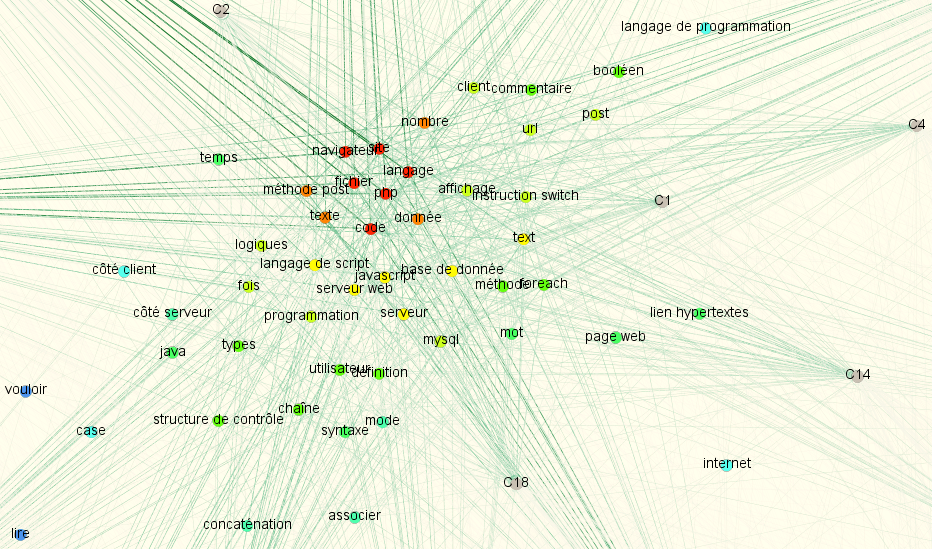 C2
langage de programmation
booléen
client
commentaire
post
nombre
url
C4
navigateur
site
temps
langage
fichier
méthode post
php
affichage
instruction switch
C1
texte
donnée
code
text
logiques
langage de script
côté client
javascript
base de donnée
fois
serveur web
méthode
foreach
côté serveur
programmation
serveur
lien hypertextes
mot
page web
java
types
mysql
utilisateur
définition
C14
vouloir
chaîne
structure de contrôle
mode
case
syntaxe
internet
C18
associer
concaténation
lire